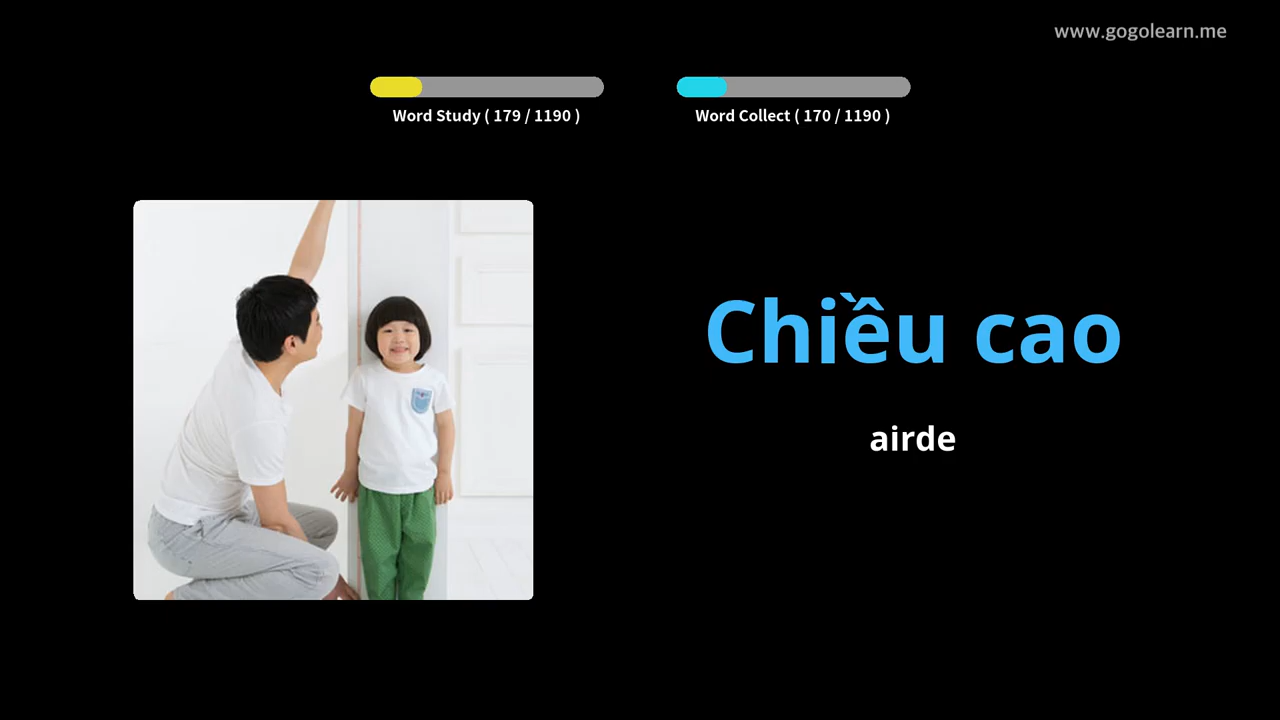 www.gogolearn.me
Word Study ( 179 / 1190 )
Word Collect ( 170 / 1190 )
Chiều cao
airde